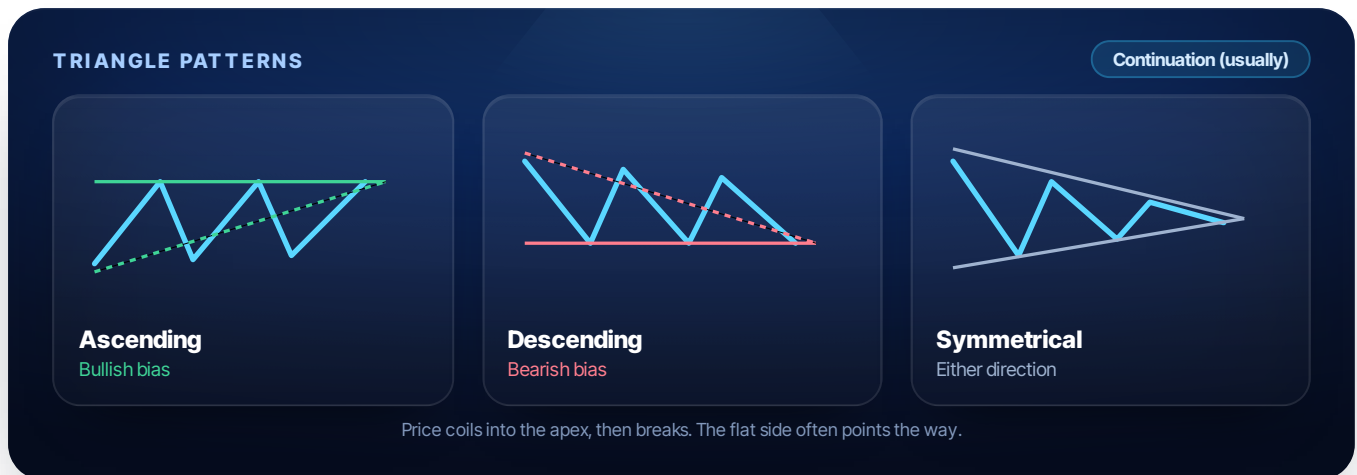 TRIANGLE PATTERNS
Continuation (usually)
Ascending
Bullish bias
Descending
Bearish bias
Symmetrical
Either direction
Price coils into the apex, then breaks. The flat side often points the way.